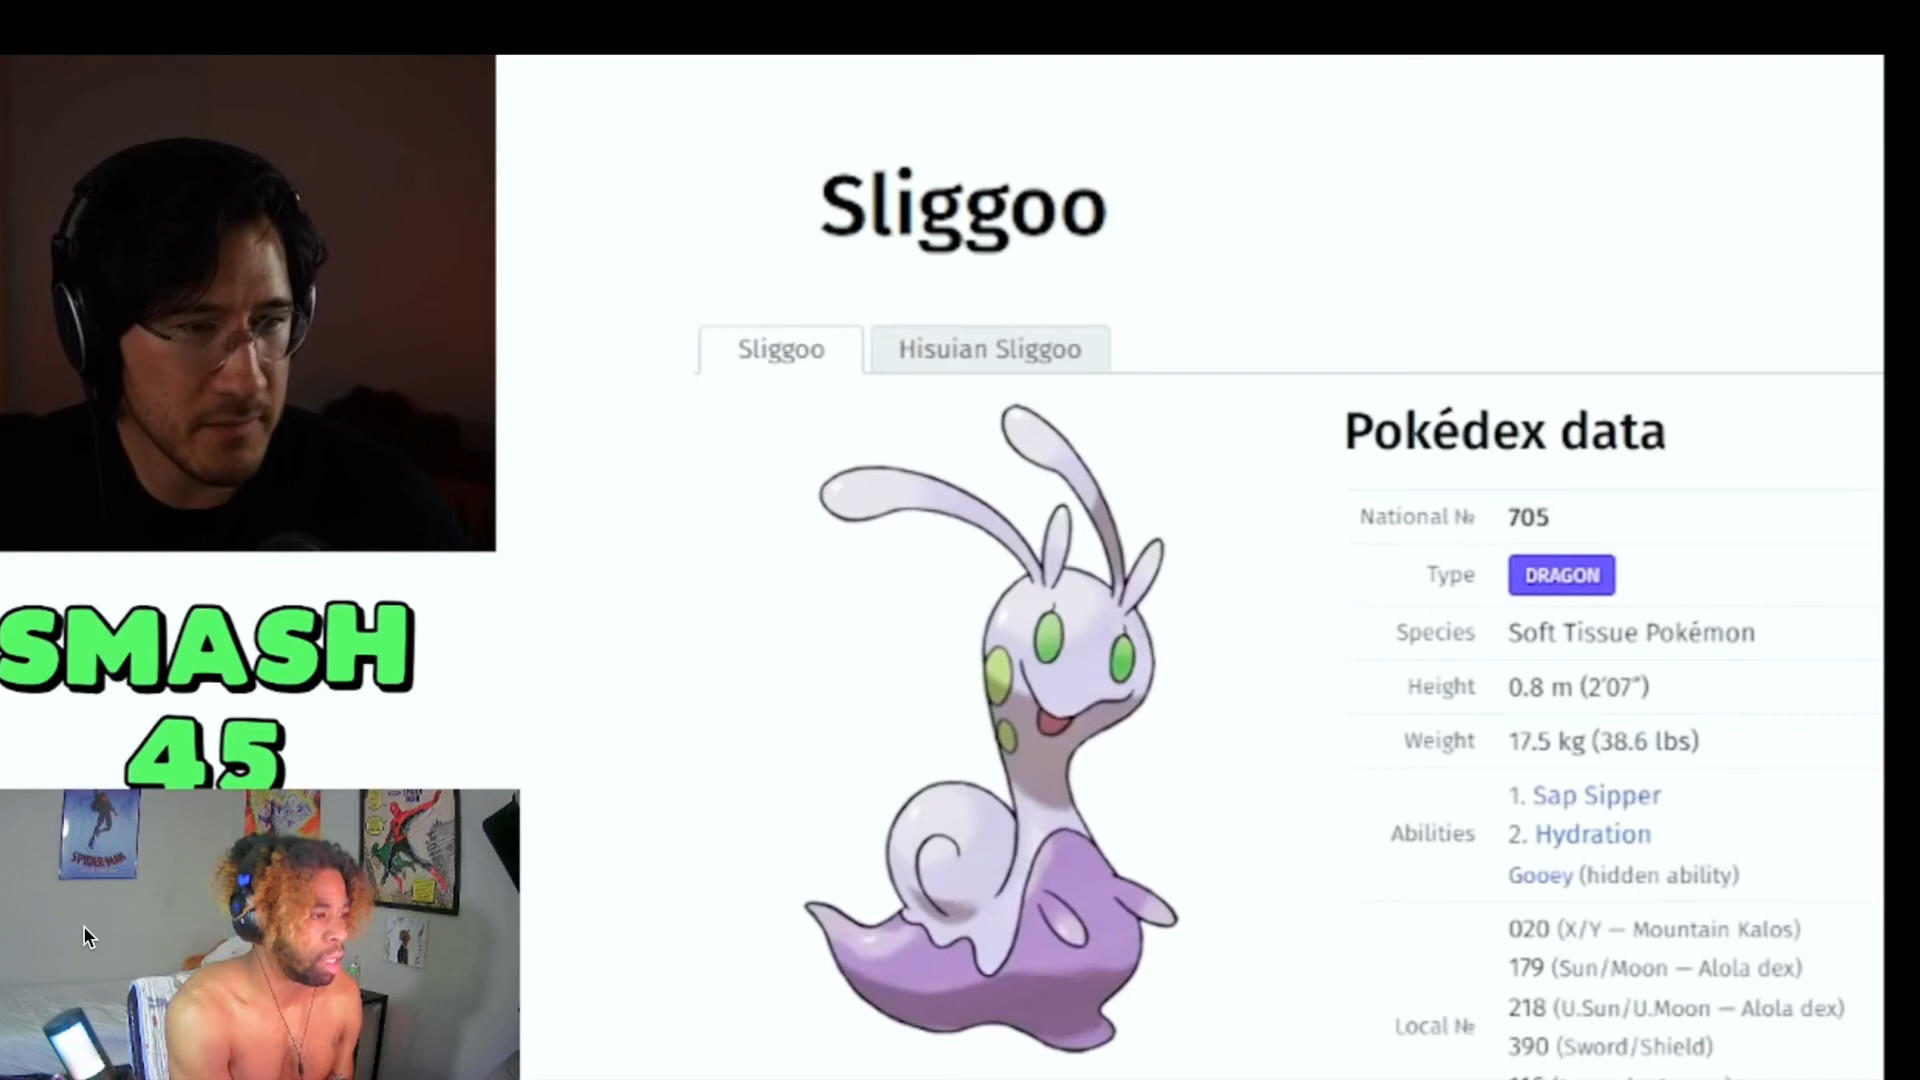 Sliggoo
Sliggoo
Hisuian Sliggoo
Pokédex data
National № 705
Type DRAGON
Species Soft Tissue Pokémon
Height 0.8 m (2′07″)
Weight 17.5 kg (38.6 lbs)
Abilities 1. Sap Sipper
2. Hydration
Gooey (hidden ability)
Local № 020 (X/Y — Mountain Kalos)
179 (Sun/Moon — Alola dex)
218 (U.Sun/U.Moon — Alola dex)
390 (Sword/Shield)
SMASH
45
SPIDER-MAN